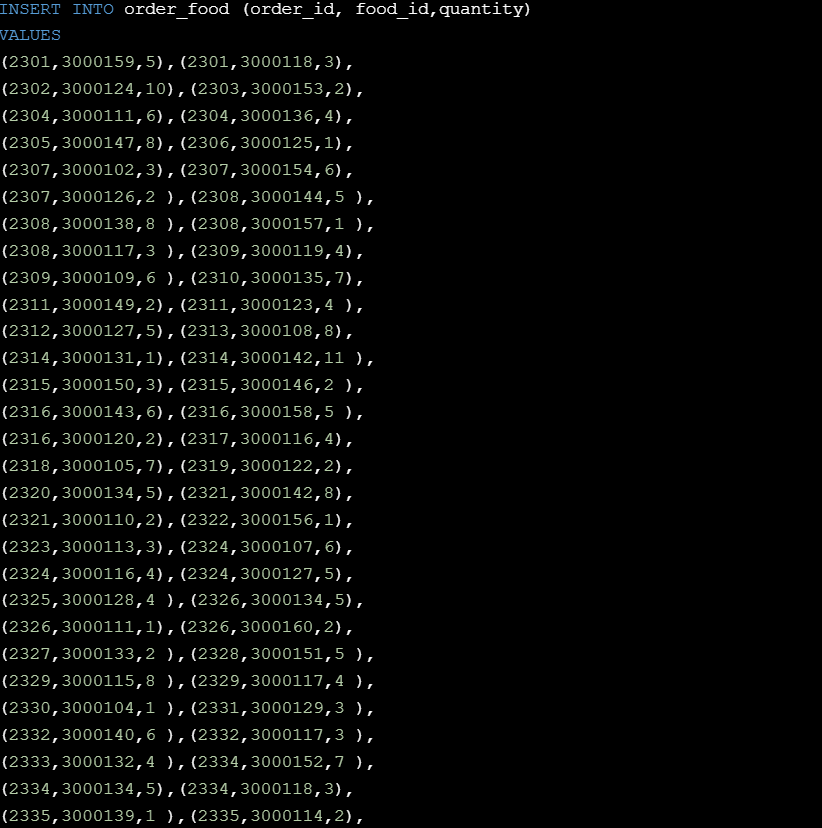 INSERT INTO order_food (order_id, food_id,quantity)
VALUES
(2301,3000159,5),(2301,3000118,3),
(2302,3000124,10),(2303,3000153,2),
(2304,3000111,6),(2304,3000136,4),
(2305,3000147,8),(2306,3000125,1),
(2307,3000102,3),(2307,3000154,6),
(2307,3000126,2 ),(2308,3000144,5 ),
(2308,3000138,8 ),(2308,3000157,1 ),
(2308,3000117,3 ),(2309,3000119,4),
(2309,3000109,6 ),(2310,3000135,7),
(2311,3000149,2),(2311,3000123,4 ),
(2312,3000127,5),(2313,3000108,8),
(2314,3000131,1),(2314,3000142,11 ),
(2315,3000150,3),(2315,3000146,2 ),
(2316,3000143,6),(2316,3000158,5 ),
(2316,3000120,2),(2317,3000116,4),
(2318,3000105,7),(2319,3000122,2),
(2320,3000134,5),(2321,3000142,8),
(2321,3000110,2),(2322,3000156,1),
(2323,3000113,3),(2324,3000107,6),
(2324,3000116,4),(2324,3000127,5),
(2325,3000128,4 ),(2326,3000134,5),
(2326,3000111,1),(2326,3000160,2),
(2327,3000133,2 ),(2328,3000151,5 ),
(2329,3000115,8 ),(2329,3000117,4 ),
(2330,3000104,1 ),(2331,3000129,3 ),
(2332,3000140,6 ),(2332,3000117,3 ),
(2333,3000132,4 ),(2334,3000152,7 ),
(2334,3000134,5),(2334,3000118,3),
(2335,3000139,1 ),(2335,3000114,2),